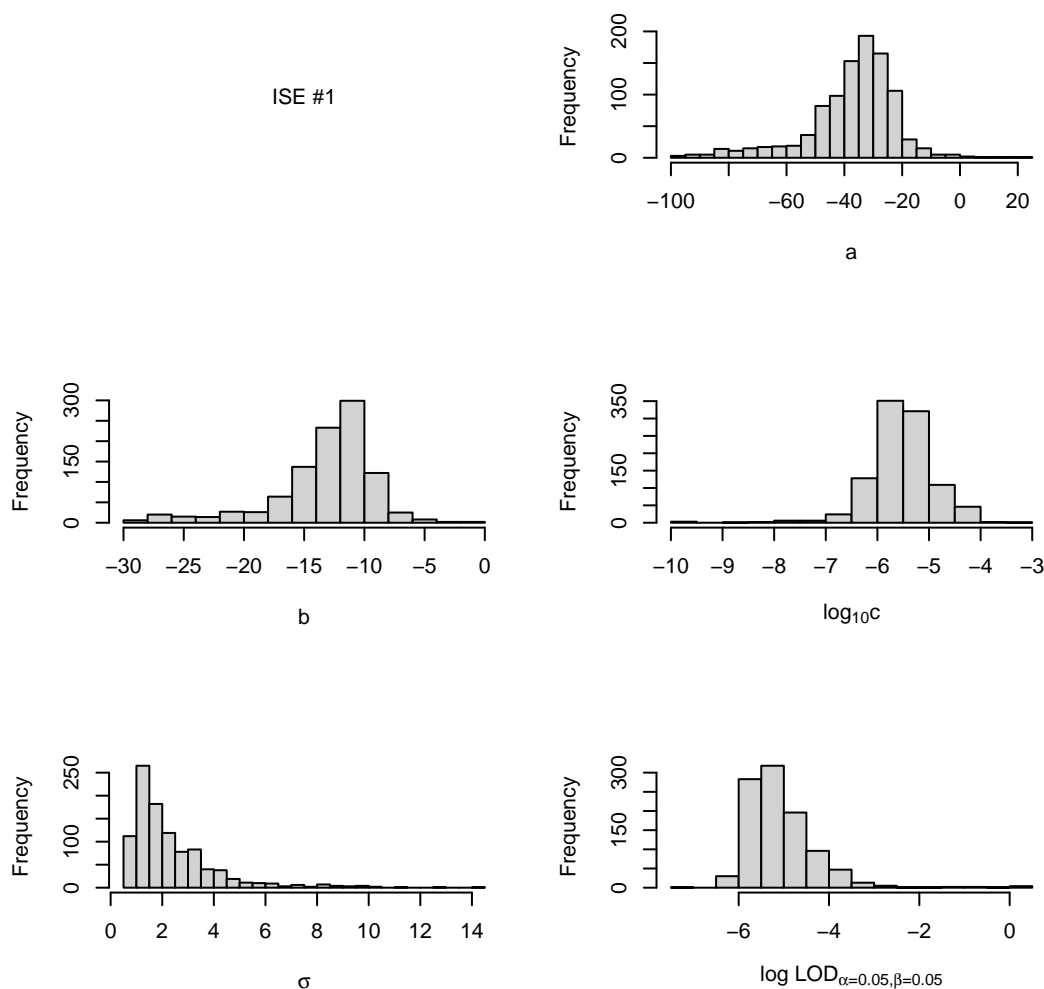 ISE #1
Frequency
0 100 200
−100 −60 −40 −20 0 20
a
Frequency
0 150 300
−30 −25 −20 −15 −10 −5 0
b
Frequency
0 150 250 350
−10 −9 −8 −7 −6 −5 −4 −3
log₁₀c
Frequency
0 100 250
0 2 4 6 8 10 12 14
σ
Frequency
0 150 300
−6 −4 −2 0
log LODα=0.05,β=0.05